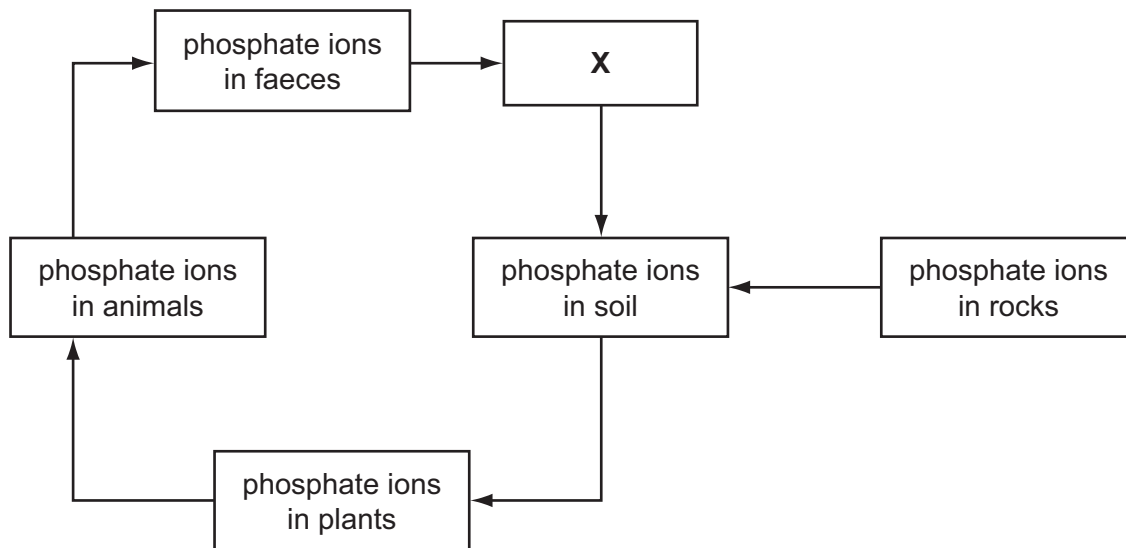 phosphate ions
in faeces
X
phosphate ions
in animals
phosphate ions
in soil
phosphate ions
in rocks
phosphate ions
in plants